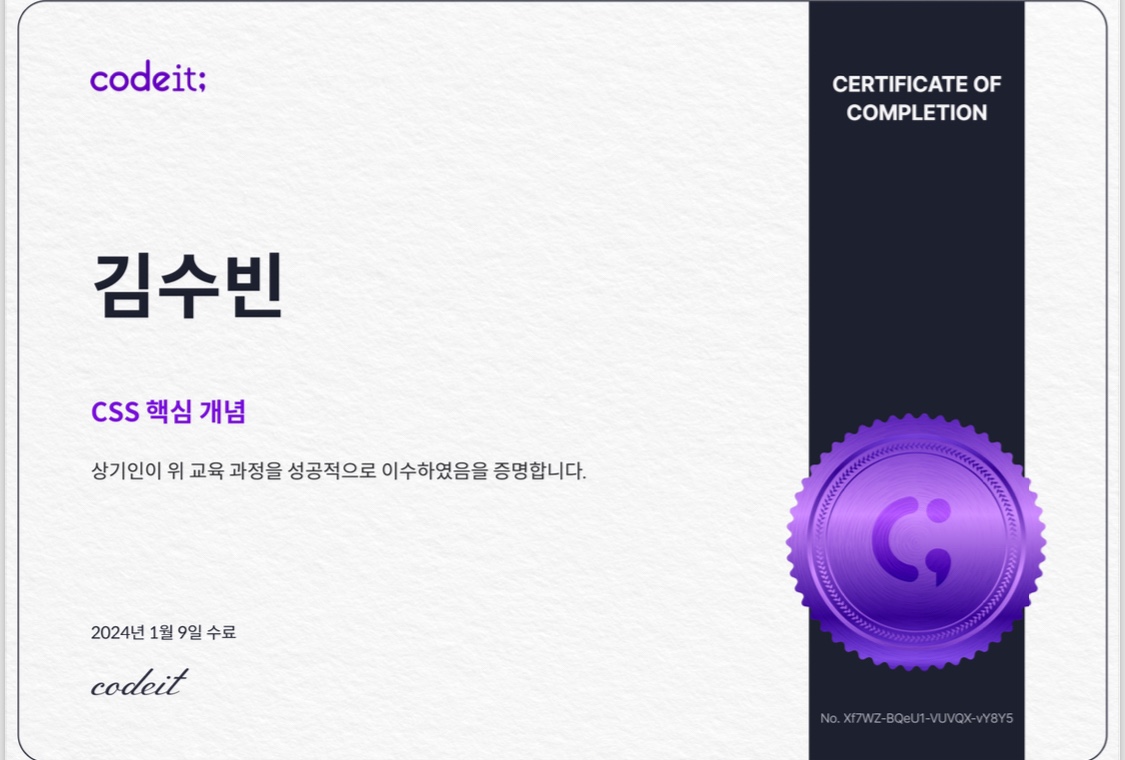 codeit;
CERTIFICATE OF
COMPLETION
김수빈
CSS 핵심 개념
상기인이 위 교육 과정을 성공적으로 이수하였음을 증명합니다.
2024년 1월 9일 수료
codeit
No. Xf7WZ-BQeU1-VUVQX-vY8Y5